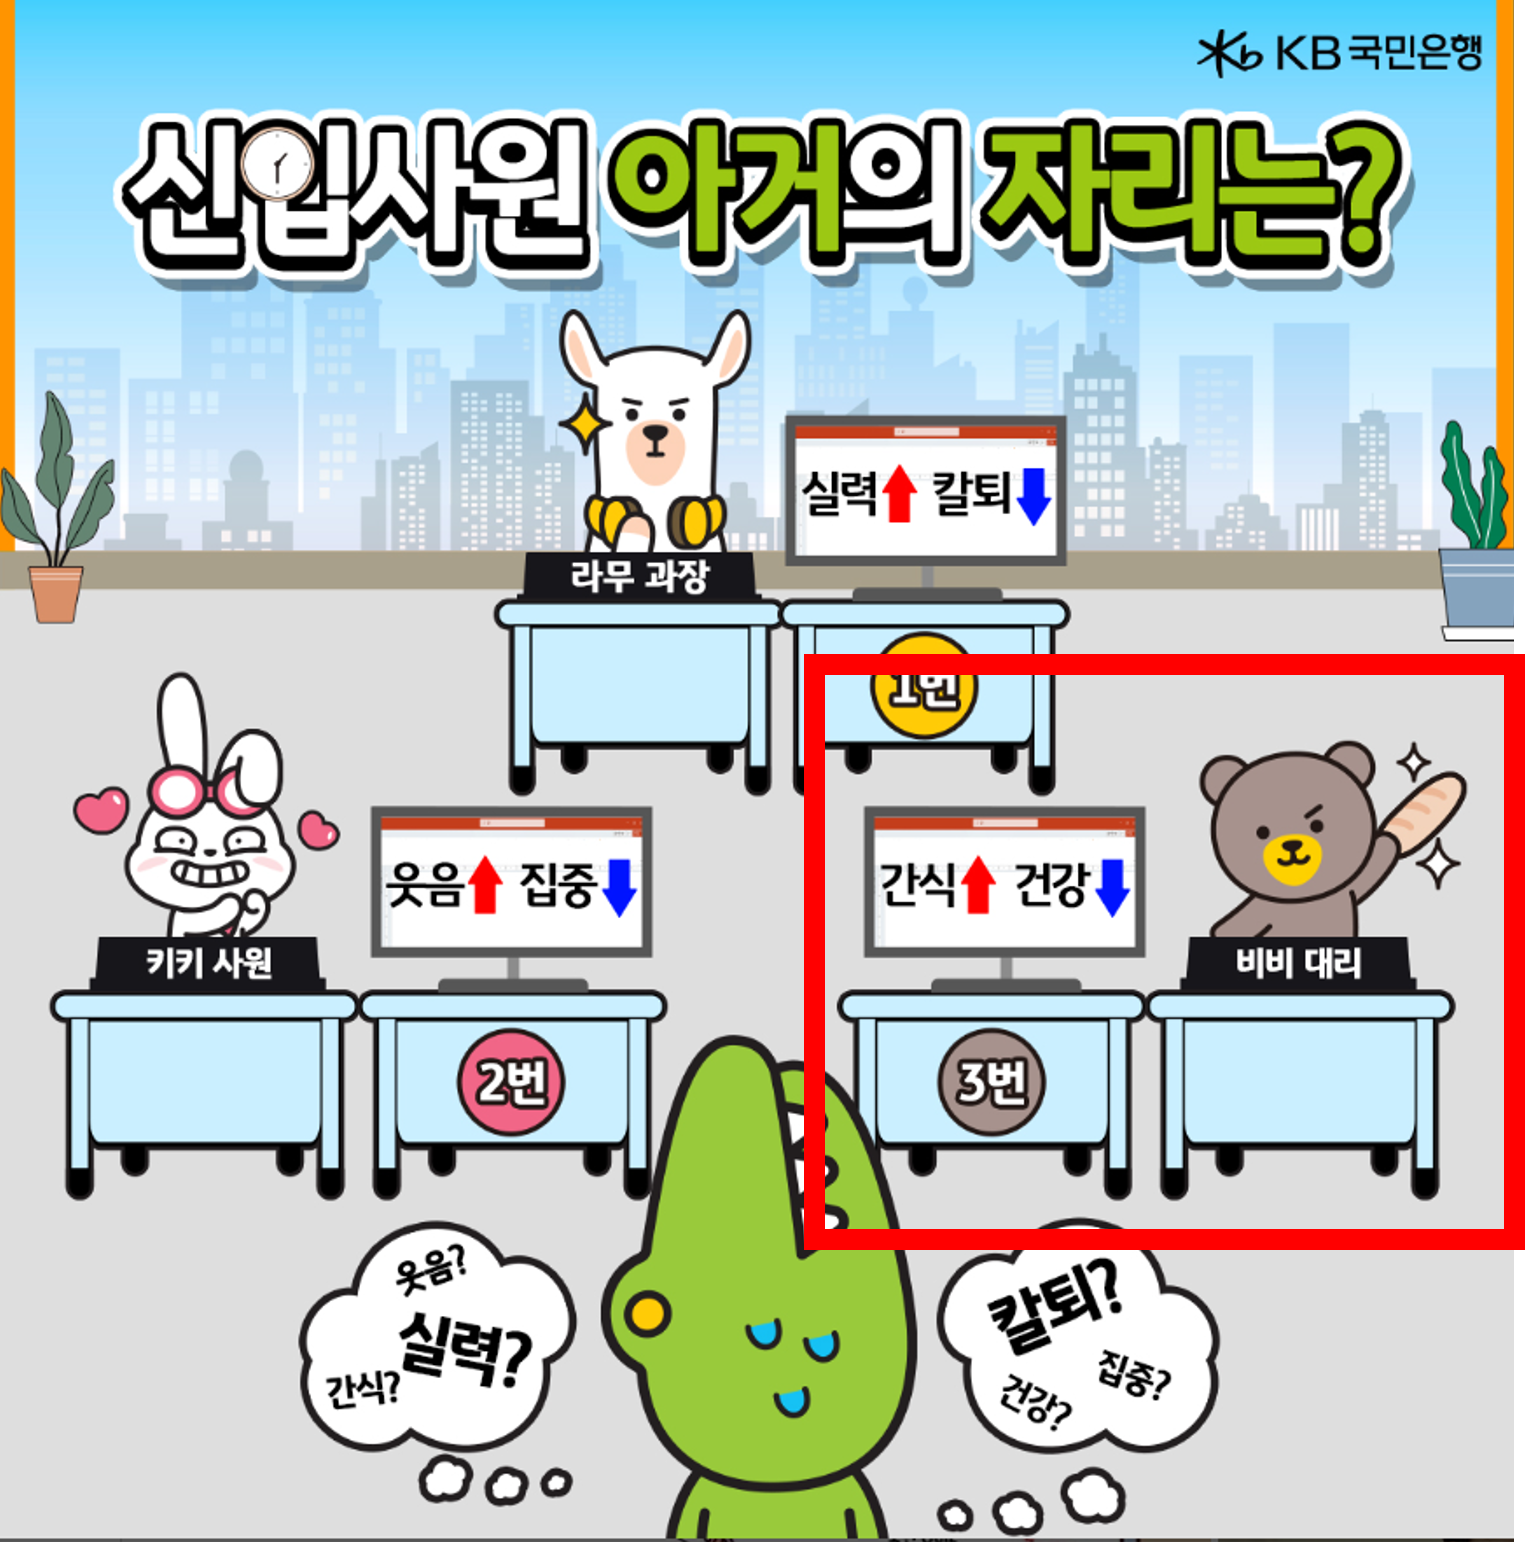 KB 국민은행
신입사원 아거의 자리는?
실력 칼퇴
라무 과장
1번
웃음 집중
키키 사원
2번
간식 건강
비비 대리
3번
웃음?
실력?
간식?
칼퇴?
집중?
건강?